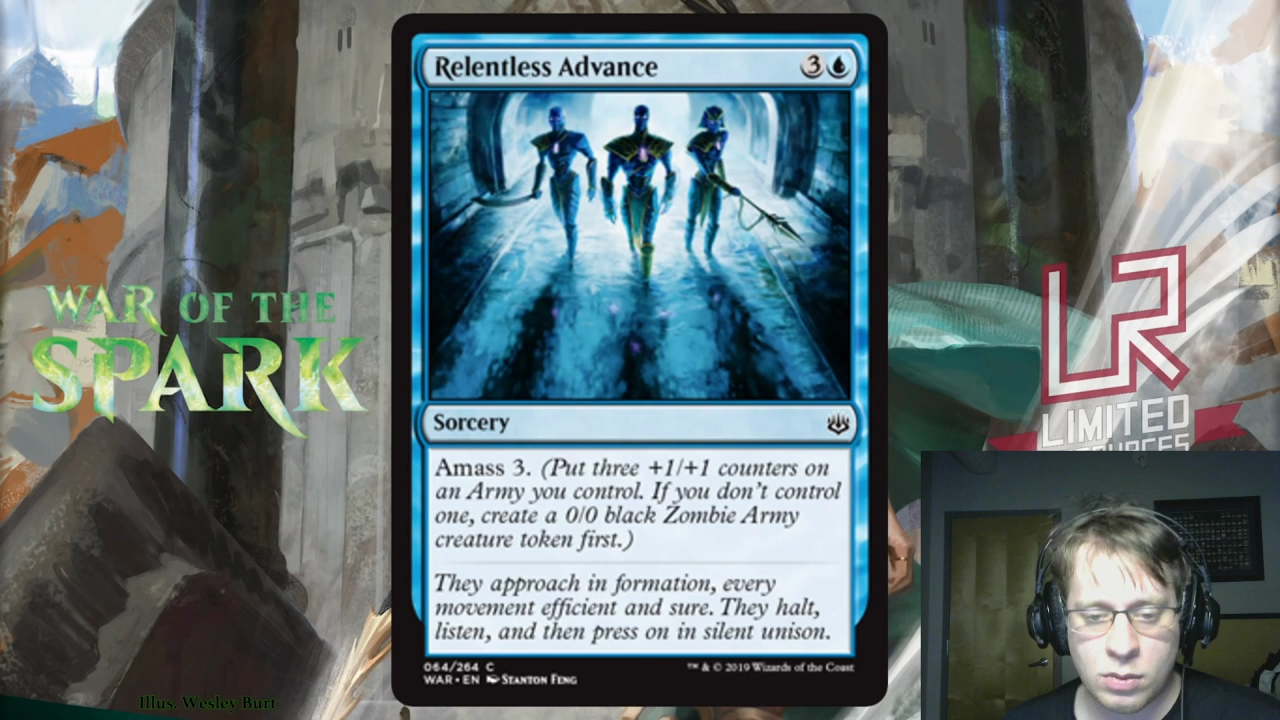 Relentless Advance
3
WAR OF THE
SPARK
LR
LIMITED
Sorcery
Amass 3. (Put three +1/+1 counters on
an Army you control. If you don't control
one, create a 0/0 black Zombie Army
creature token first.)
They approach in formation, every
movement efficient and sure. They halt,
listen, and then press on in silent unison.
064/264 C
WAR • EN STANTON FENG
™ & © 2019 Wizards of the Coast
Illus. Wesley Burt